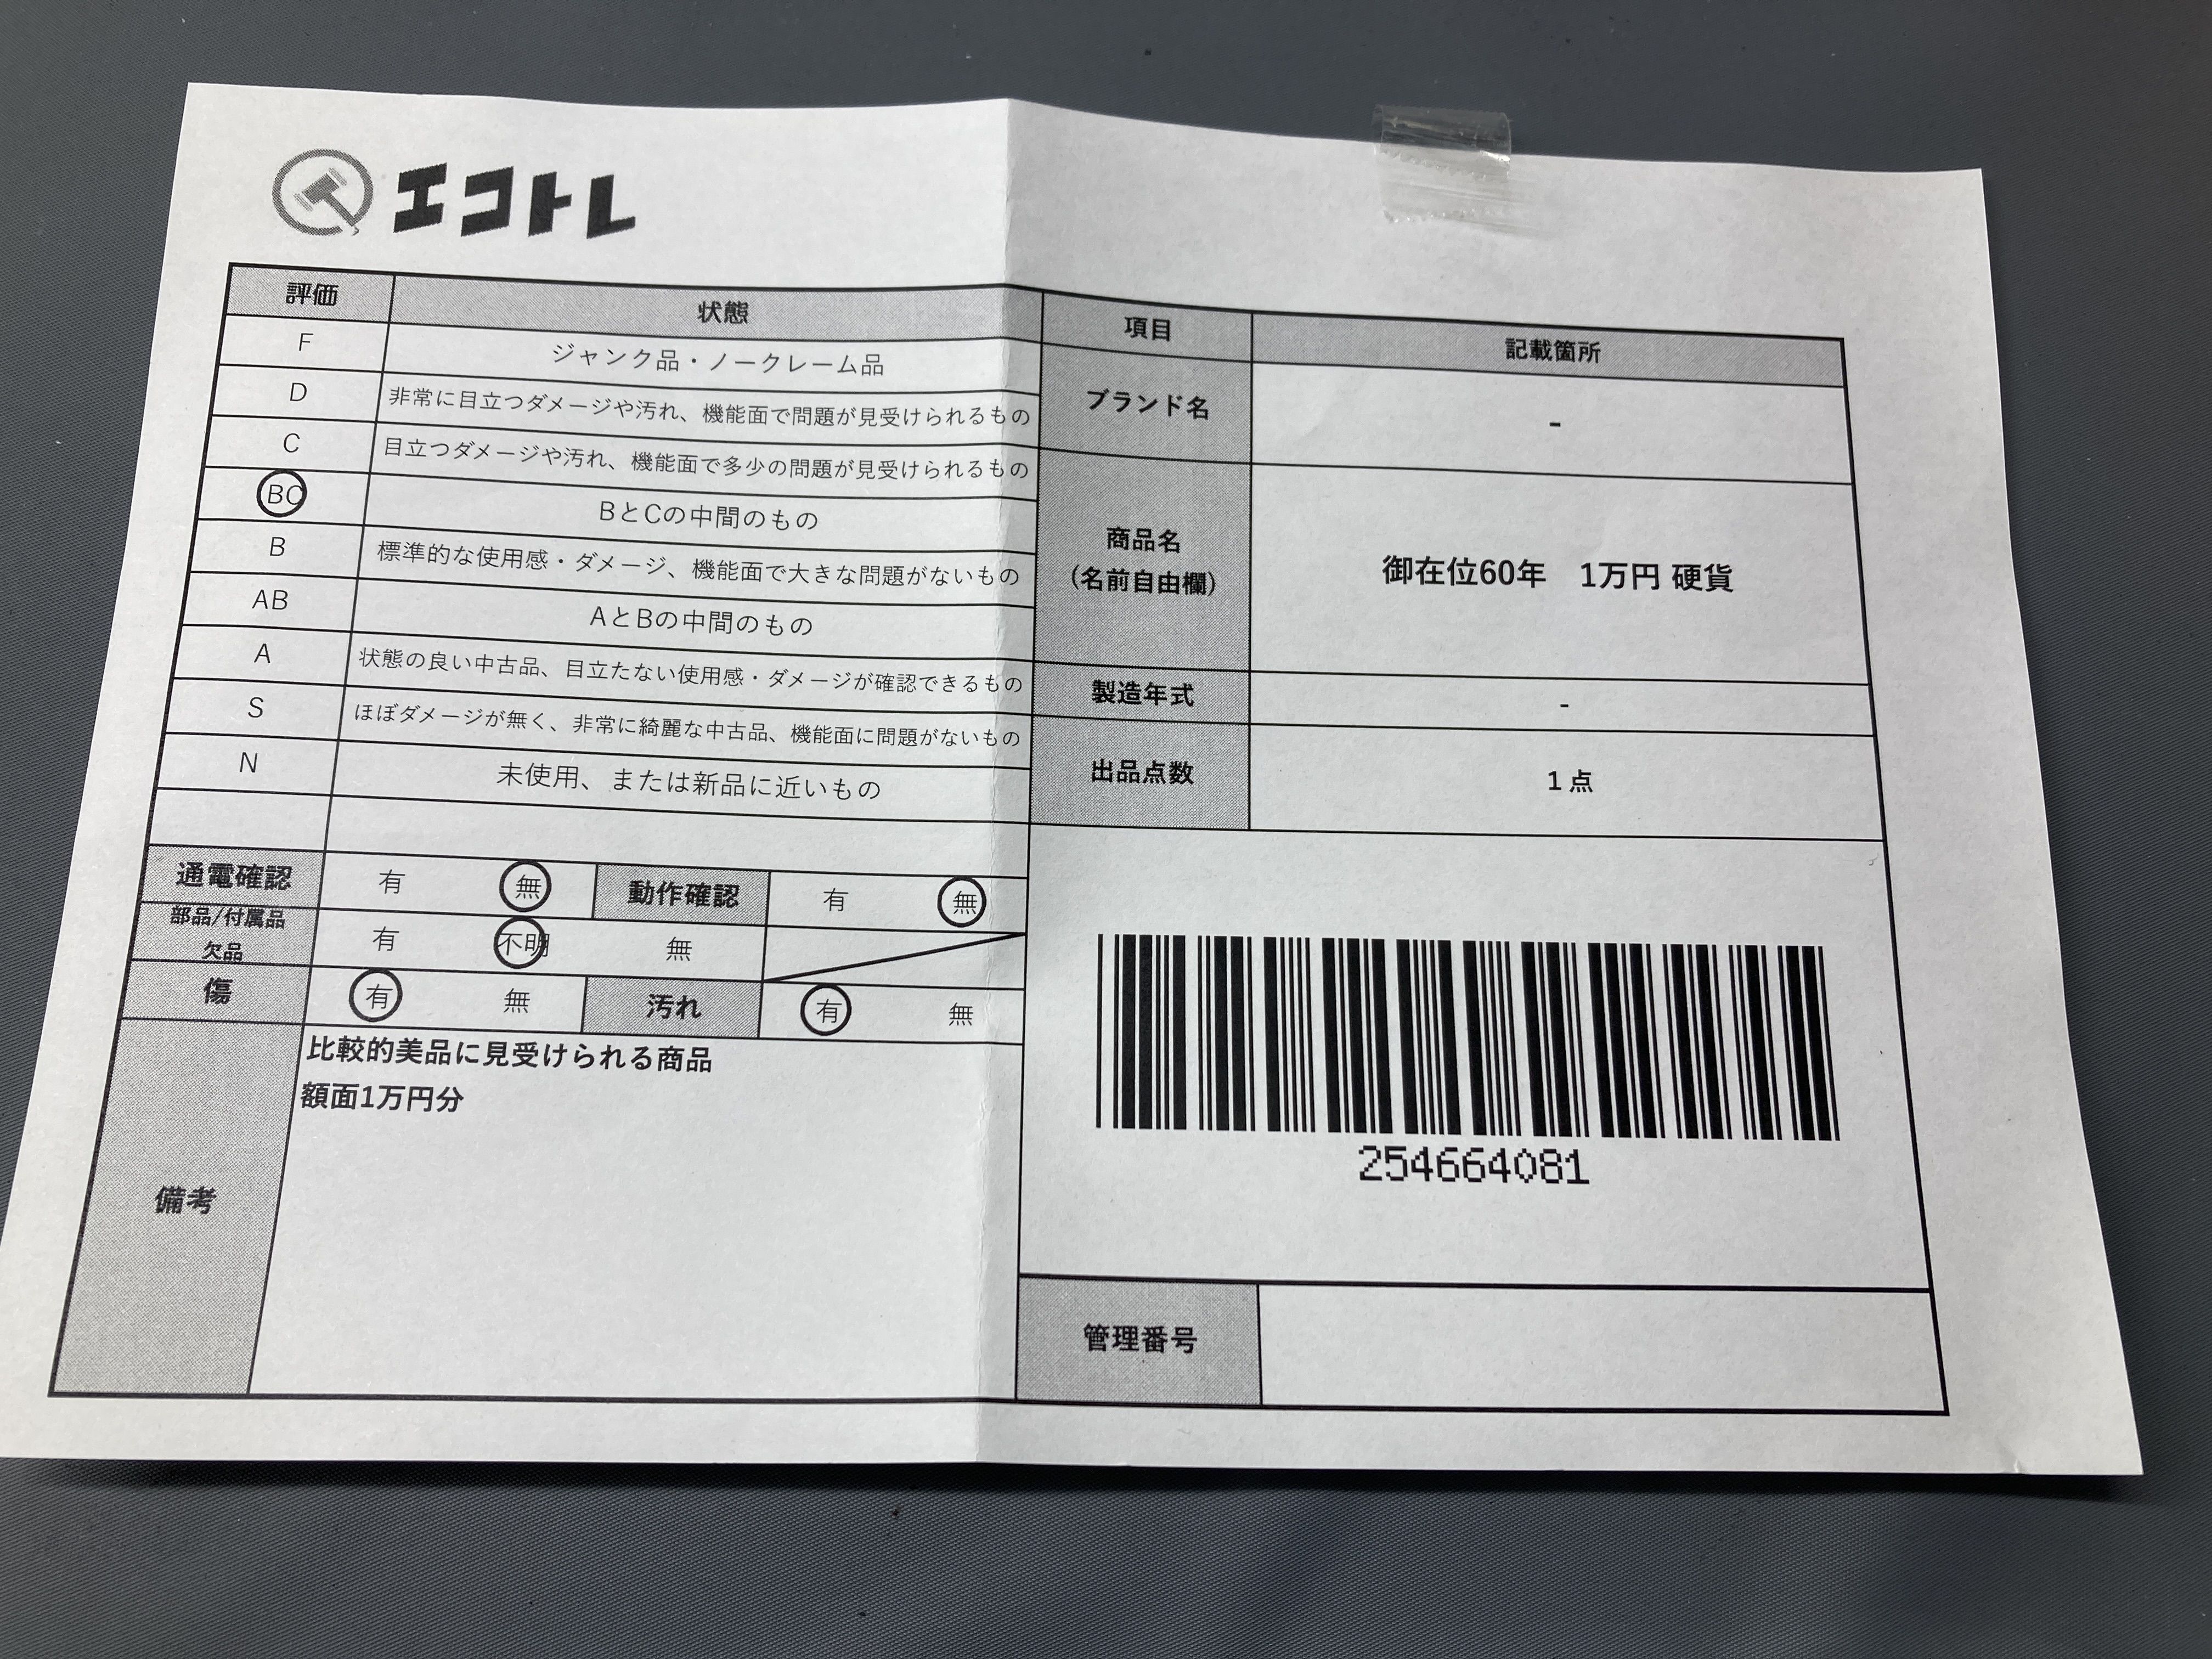 エコトレ
評価 状態
F ジャンク品・ノークレーム品
D 非常に目立つダメージや汚れ、機能面で問題が見受けられるもの
C 目立つダメージや汚れ、機能面で多少の問題が見受けられるもの
BC BとCの中間のもの
B 標準的な使用感・ダメージ、機能面で大きな問題がないもの
AB AとBの中間のもの
A 状態の良い中古品、目立たない使用感・ダメージが確認できるもの
S ほぼダメージが無く、非常に綺麗な中古品、機能面に問題がないもの
N 未使用、または新品に近いもの
通電確認 有 無 動作確認 有 無
部品/付属品
欠品 有 不明 無
傷 有 無 汚れ 有 無
備考
比較的美品に見受けられる商品
額面1万円分
項目 記載箇所
ブランド名 -
商品名
（名前自由欄）
御在位60年　1万円 硬貨
製造年式 -
出品点数 1 点
254664081
管理番号